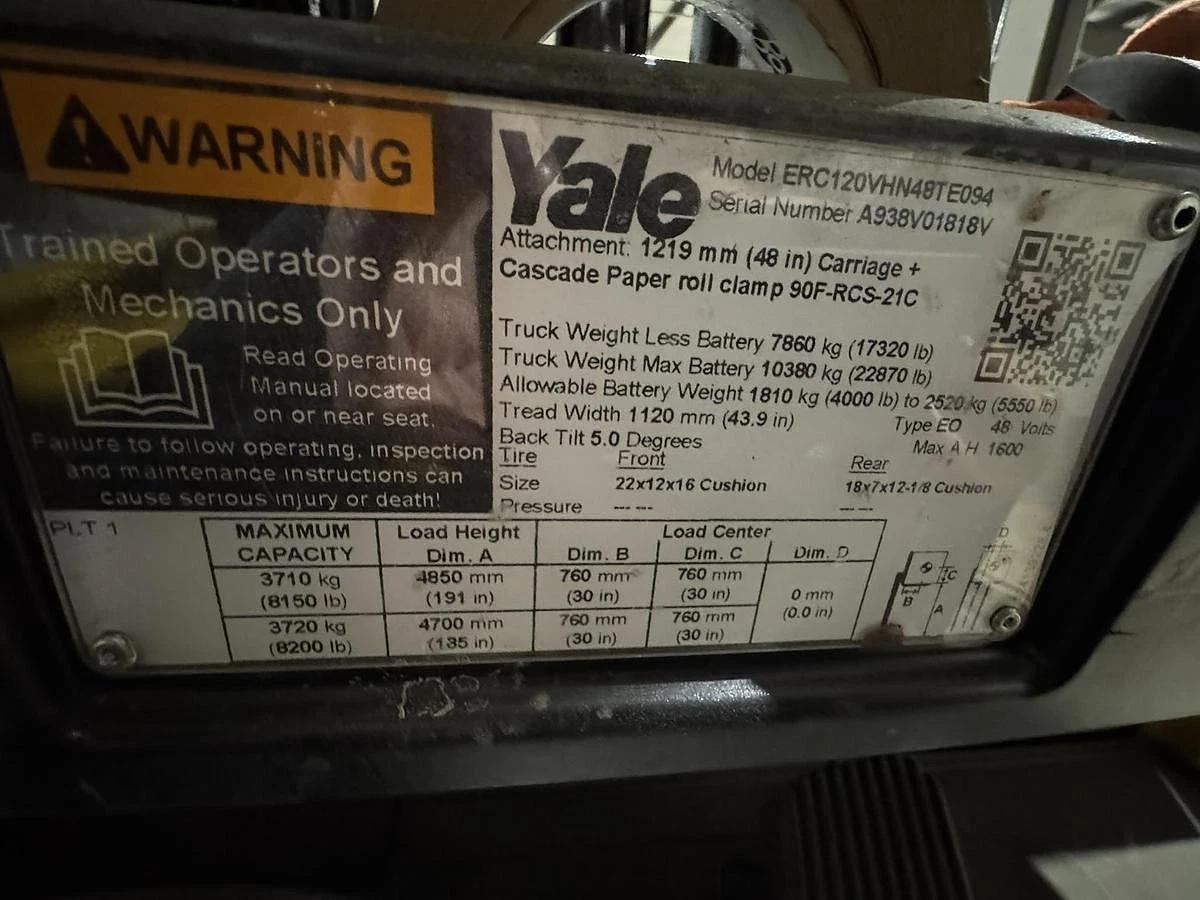 WARNING
Trained Operators and
Mechanics Only
Read Operating
Manual located
on or near seat.
Failure to follow operating, inspection
and maintenance instructions can
cause serious injury or death!
Yale
Model ERC120VHN48TE094
Serial Number A938V01818V
Attachment: 1219 mm (48 in) Carriage +
Cascade Paper roll clamp 90F-RCS-21C
Truck Weight Less Battery 7860 kg (17320 lb)
Truck Weight Max Battery 10380 kg (22870 lb)
Allowable Battery Weight 1810 kg (4000 lb) to 2520 kg (5550 lb)
Tread Width 1120 mm (43.9 in) Type EO 48 Volts
Back Tilt 5.0 Degrees Max A H 1600
Tire Front Rear
Size 22x12x16 Cushion 18x7x12-1/8 Cushion
Pressure --- --- --- ---
PLT 1
MAXIMUM Load Height Load Center
CAPACITY Dim. A Dim. B Dim. C Dim. D
3710 kg 4850 mm 760 mm 760 mm 0 mm
(8150 lb) (191 in) (30 in) (30 in) (0.0 in)
3720 kg 4700 mm 760 mm 760 mm
(8200 lb) (185 in) (30 in) (30 in)
D
C
B
A